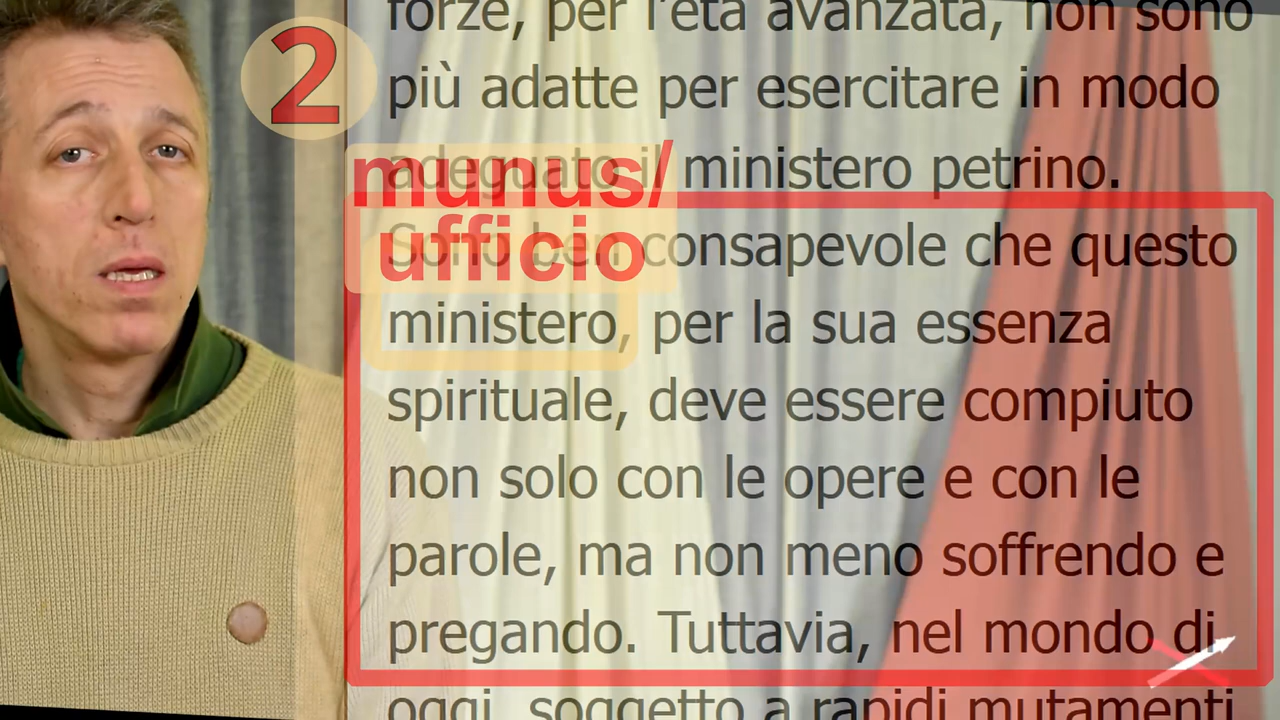 forze, per l'età avanzata, non sono
2
più adatte per esercitare in modo
adeguato il ministero petrino.
munus/
ufficio
Sono ben consapevole che questo
ministero, per la sua essenza
spirituale, deve essere compiuto
non solo con le opere e con le
parole, ma non meno soffrendo e
pregando. Tuttavia, nel mondo di
oggi, soggetto a rapidi mutamenti